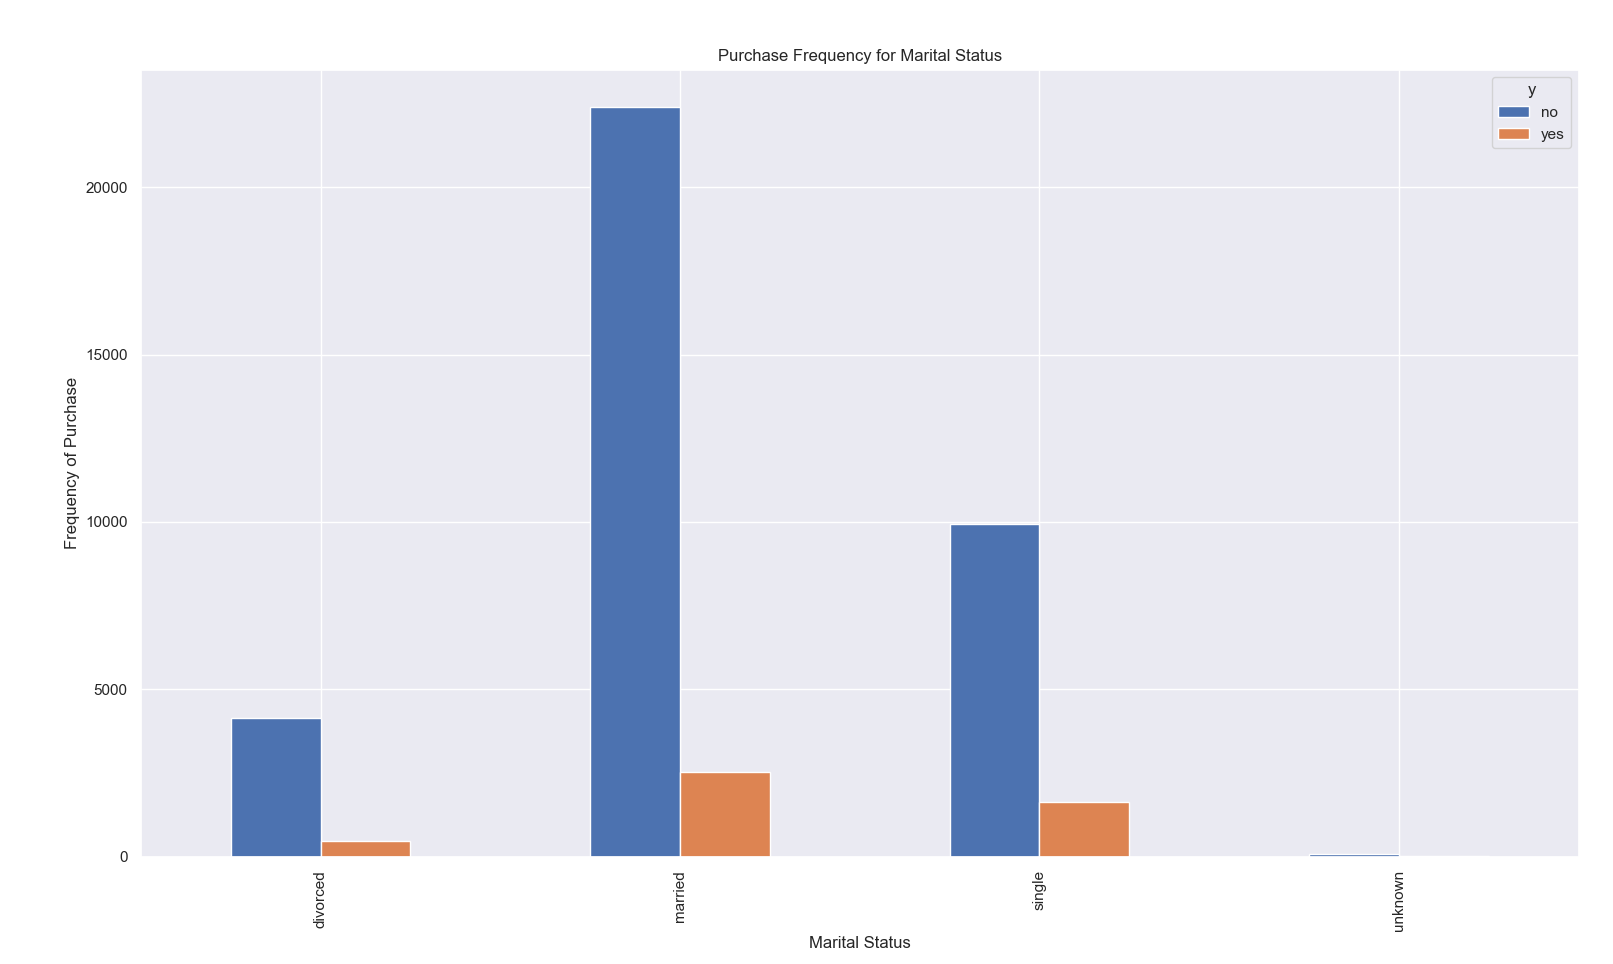 Purchase Frequency for Marital Status
y
no
yes
20000
15000
10000
5000
0
Frequency of Purchase
divorced
married
single
unknown
Marital Status